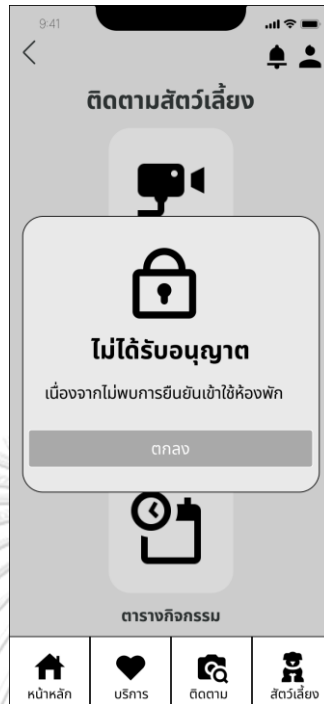 9:41
ติดตามสัตว์เลี้ยง
ไม่ได้รับอนุญาต
เนื่องจากไม่พบการยืนยันเข้าใช้ห้องพัก
ตกลง
ตารางกิจกรรม
หน้าหลัก บริการ ติดตาม สัตว์เลี้ยง